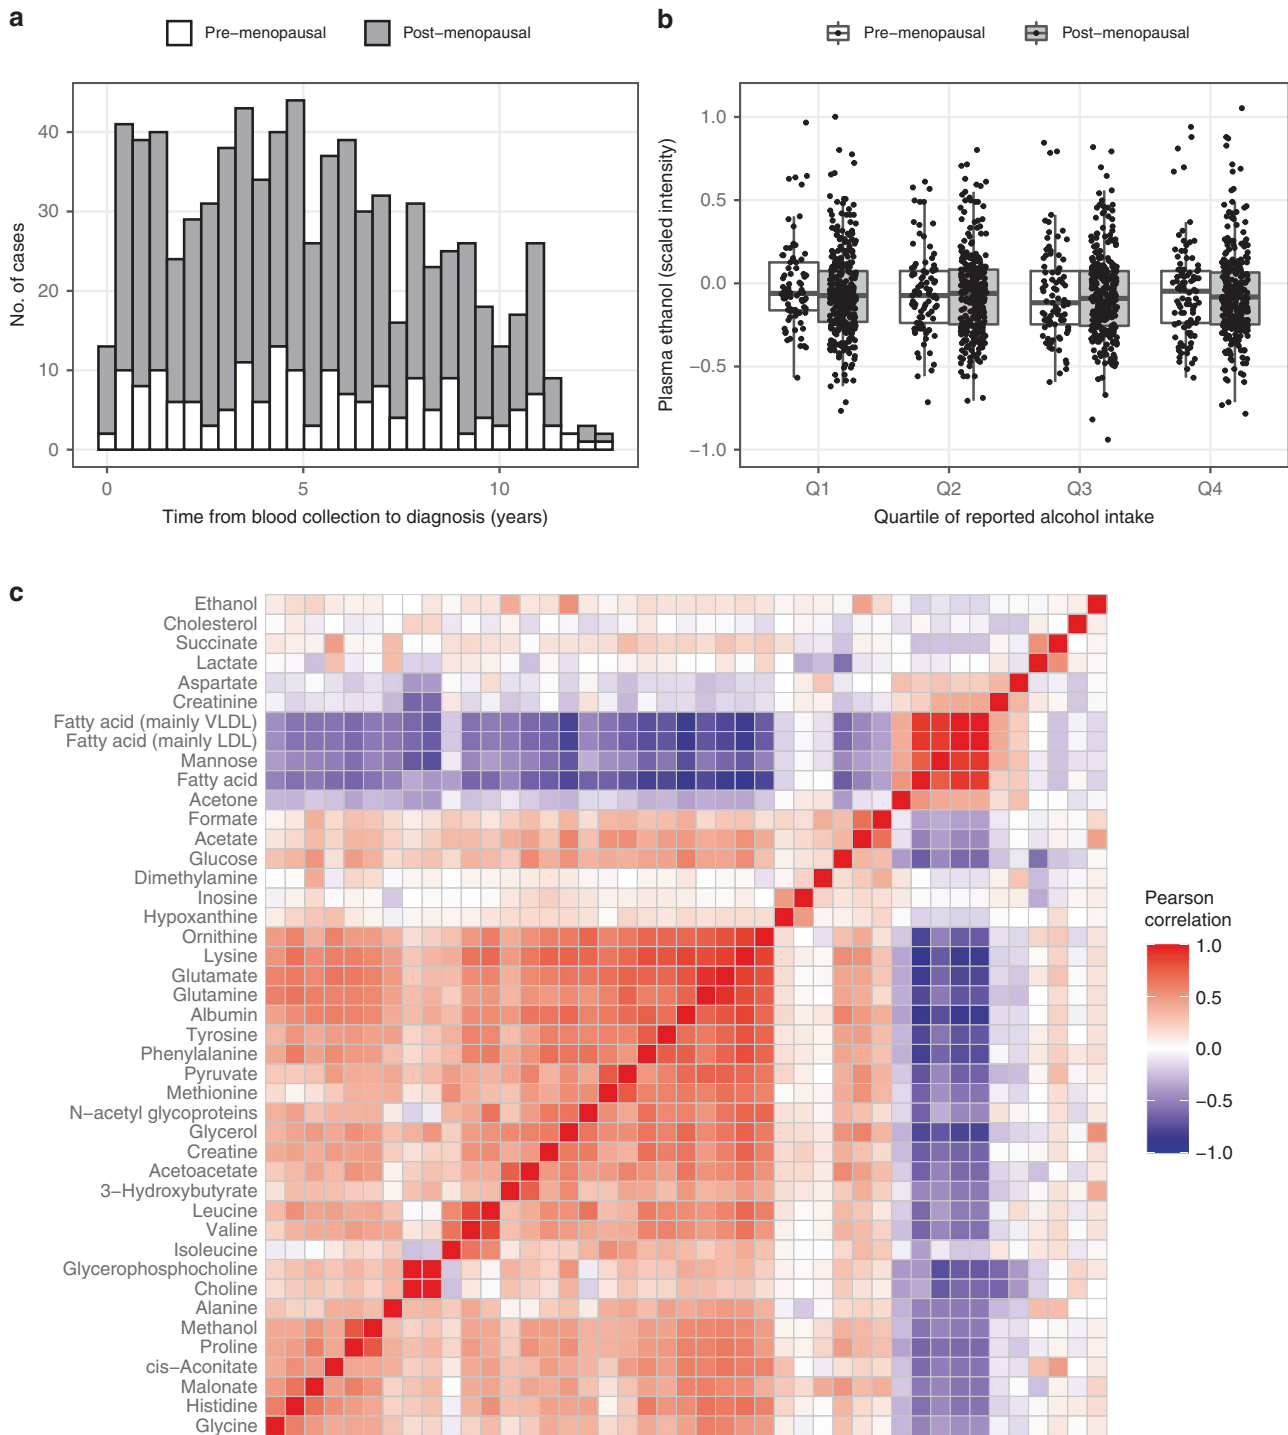 a
Pre−menopausal
Post−menopausal
No. of cases
40
30
20
10
0
0
5
10
Time from blood collection to diagnosis (years)
b
Pre−menopausal
Post−menopausal
Plasma ethanol (scaled intensity)
1.0
0.5
0.0
−0.5
−1.0
Q1
Q2
Q3
Q4
Quartile of reported alcohol intake
c
Ethanol
Cholesterol
Succinate
Lactate
Aspartate
Creatinine
Fatty acid (mainly VLDL)
Fatty acid (mainly LDL)
Mannose
Fatty acid
Acetone
Formate
Acetate
Glucose
Dimethylamine
Inosine
Hypoxanthine
Ornithine
Lysine
Glutamate
Glutamine
Albumin
Tyrosine
Phenylalanine
Pyruvate
Methionine
N−acetyl glycoproteins
Glycerol
Creatine
Acetoacetate
3−Hydroxybutyrate
Leucine
Valine
Isoleucine
Glycerophosphocholine
Choline
Alanine
Methanol
Proline
cis−Aconitate
Malonate
Histidine
Glycine
Pearson
correlation
1.0
0.5
0.0
−0.5
−1.0